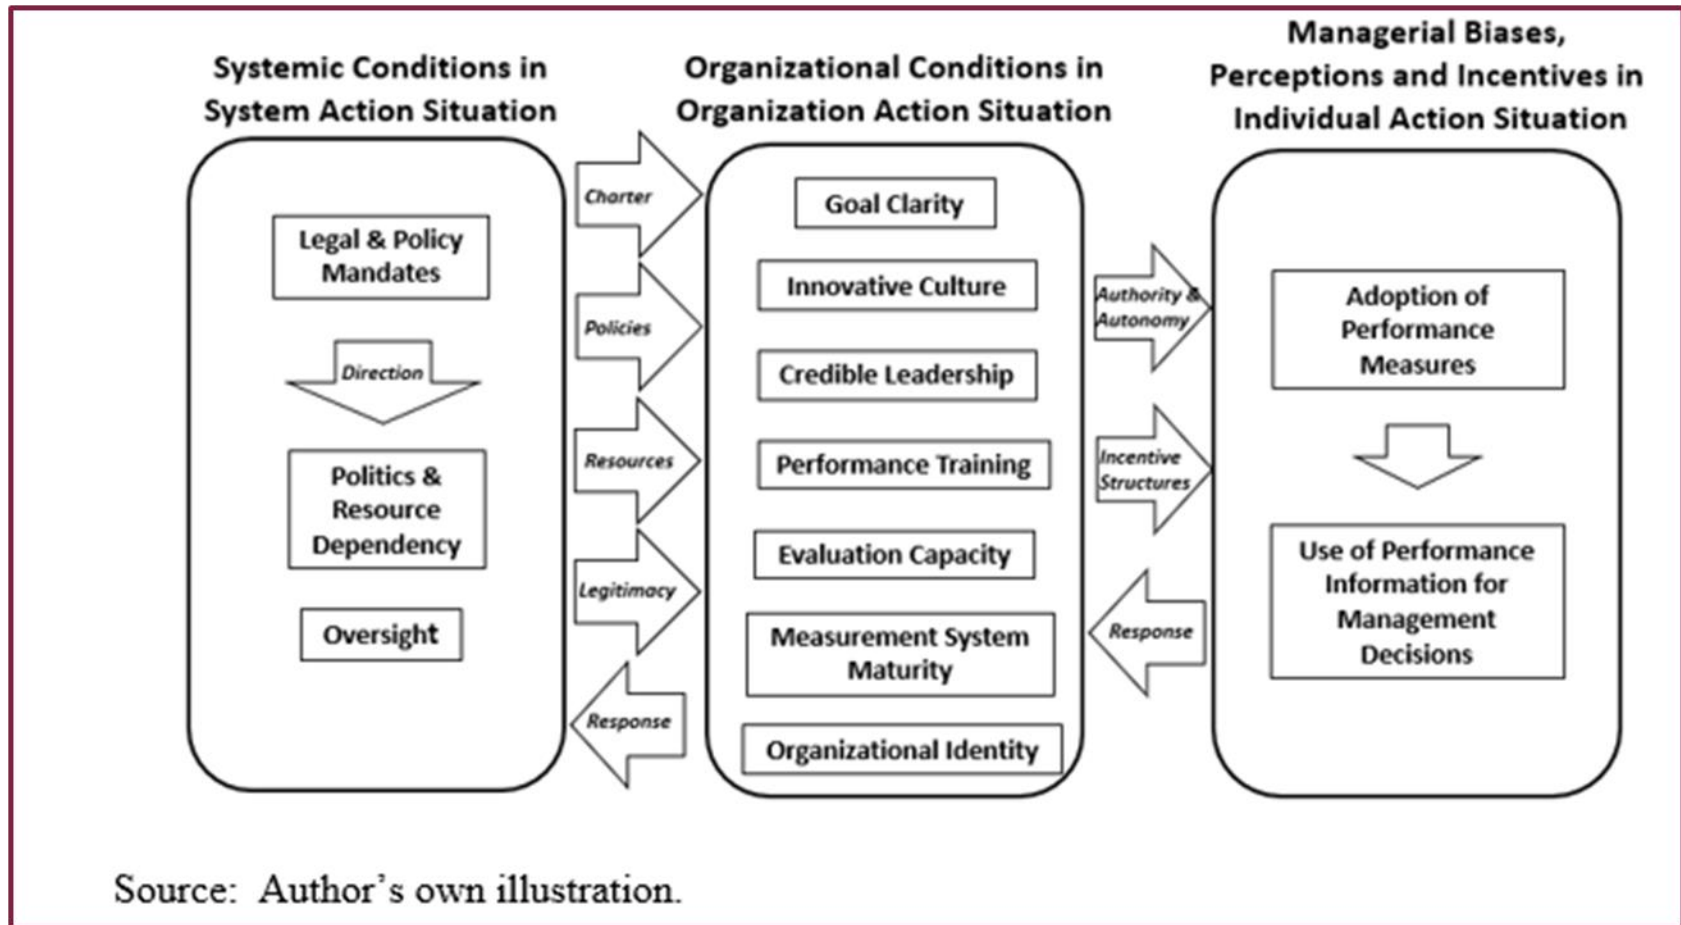 Systemic Conditions in
System Action Situation
Legal & Policy
Mandates
Direction
Politics &
Resource
Dependency
Oversight
Charter
Policies
Resources
Legitimacy
Response
Organizational Conditions in
Organization Action Situation
Goal Clarity
Innovative Culture
Credible Leadership
Performance Training
Evaluation Capacity
Measurement System
Maturity
Organizational Identity
Authority &
Autonomy
Incentive
Structures
Response
Managerial Biases,
Perceptions and Incentives in
Individual Action Situation
Adoption of
Performance
Measures
Use of Performance
Information for
Management
Decisions
Source:  Author's own illustration.